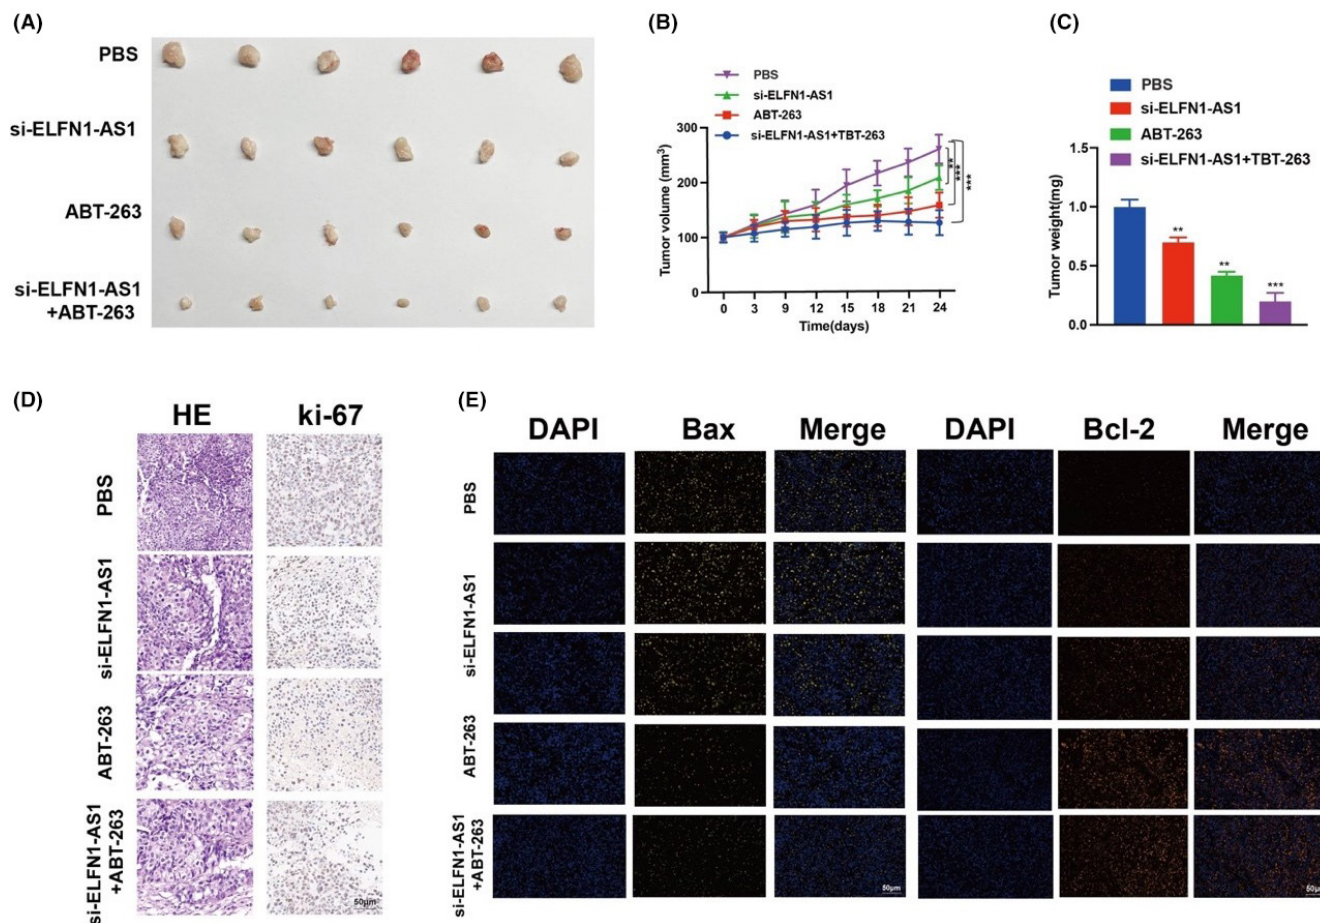 (A)
PBS
si-ELFN1-AS1
ABT-263
si-ELFN1-AS1
+ABT-263
(B)
PBS
si-ELFN1-AS1
ABT-263
si-ELFN1-AS1+TBT-263
Tumor volume (mm³)
300
200
100
0
0 3 9 12 15 18 21 24
Time(days)
**
***
***
(C)
PBS
si-ELFN1-AS1
ABT-263
si-ELFN1-AS1+TBT-263
Tumor weight(mg)
1.5
1.0
0.5
0.0
**
**
***
(D)
HE ki-67
PBS
si-ELFN1-AS1
ABT-263
si-ELFN1-AS1
+ABT-263
50μm
(E)
DAPI Bax Merge DAPI Bcl-2 Merge
PBS
si-ELFN1-AS1
ABT-263
si-ELFN1-AS1
+ABT-263
50μm
50μm